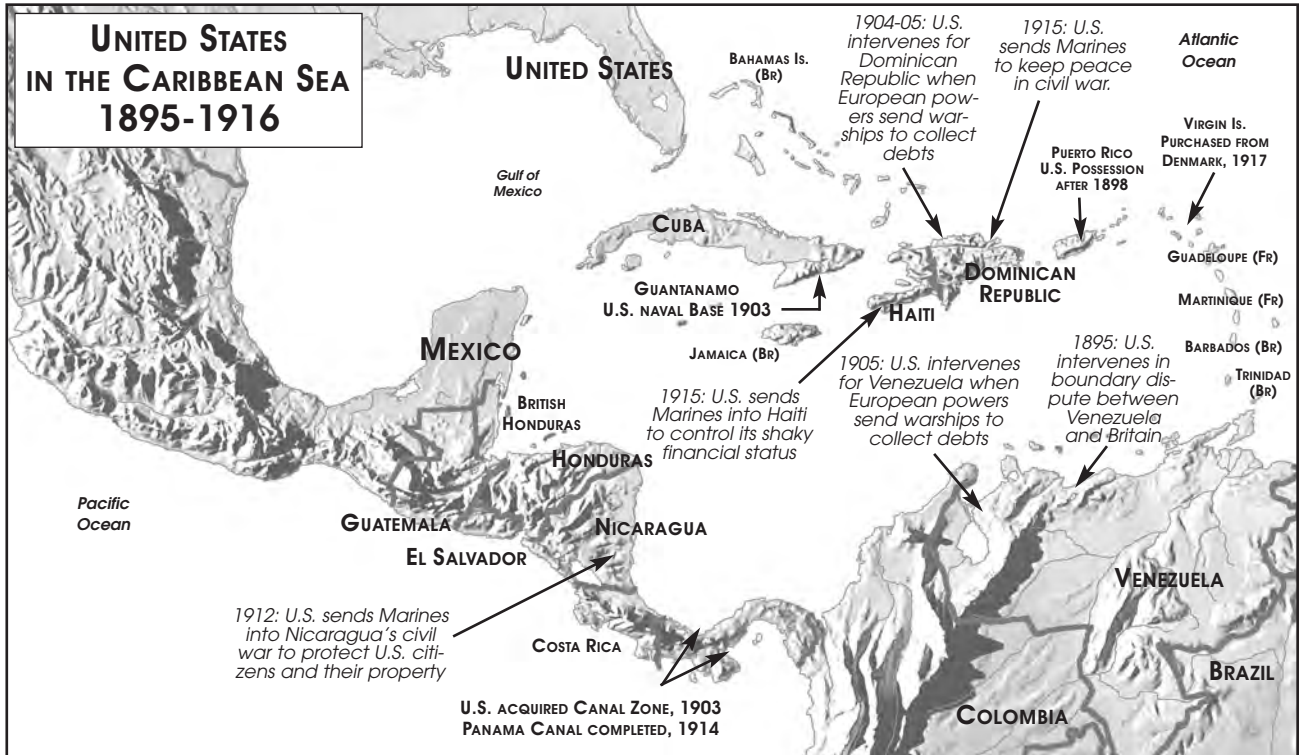 UNITED STATES
IN THE CARIBBEAN SEA
1895-1916
UNITED STATES
BAHAMAS IS.
(BR)
1904-05: U.S.
intervenes for
Dominican
Republic when
European pow-
ers send war-
ships to collect
debts
1915: U.S.
sends Marines
to keep peace
in civil war.
Atlantic
Ocean
VIRGIN IS.
PURCHASED FROM
DENMARK, 1917
PUERTO RICO
U.S. POSSESSION
AFTER 1898
Gulf of
Mexico
CUBA
GUANTANAMO
U.S. NAVAL BASE 1903
DOMINICAN
REPUBLIC
HAITI
GUADELOUPE (FR)
MARTINIQUE (FR)
BARBADOS (BR)
TRINIDAD
(BR)
JAMAICA (BR)
MEXICO
BRITISH
HONDURAS
1915: U.S. sends
Marines into Haiti
to control its shaky
financial status
1905: U.S. intervenes
for Venezuela when
European powers
send warships to
collect debts
1895: U.S.
intervenes in
boundary dis-
pute between
Venezuela
and Britain
HONDURAS
Pacific
Ocean
GUATEMALA
NICARAGUA
EL SALVADOR
VENEZUELA
1912: U.S. sends Marines
into Nicaragua's civil
war to protect U.S. citi-
zens and their property
COSTA RICA
U.S. ACQUIRED CANAL ZONE, 1903
PANAMA CANAL COMPLETED, 1914
COLOMBIA
BRAZIL